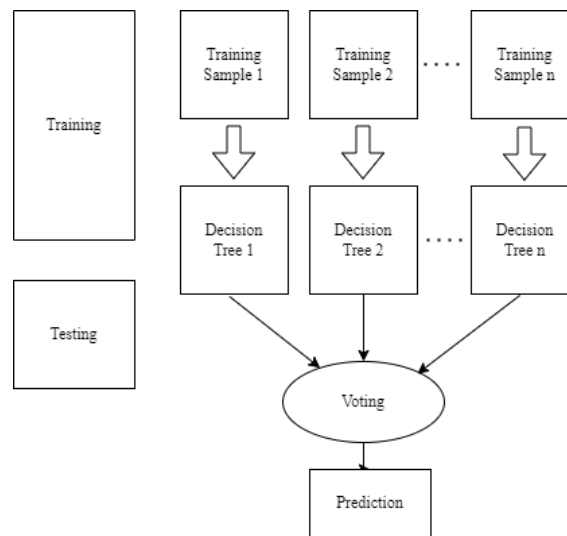 Training
Sample 1
Training
Sample 2
....
Training
Sample n
Training
Decision
Tree 1
Decision
Tree 2
....
Decision
Tree n
Testing
Voting
Prediction